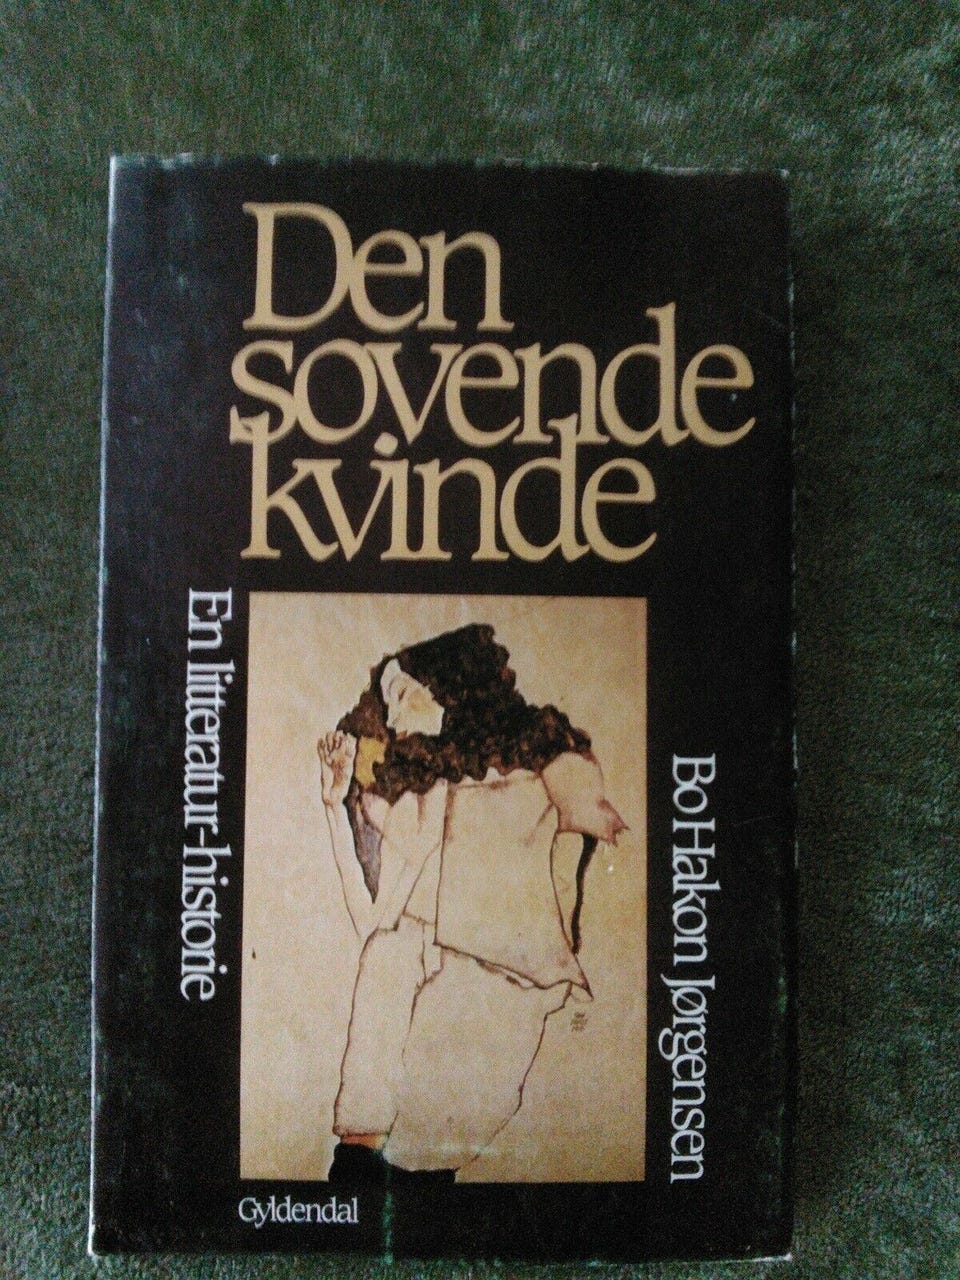 Den
sovende
kvinde
En litteratur-historie
Bo Hakon Jørgensen
Gyldendal